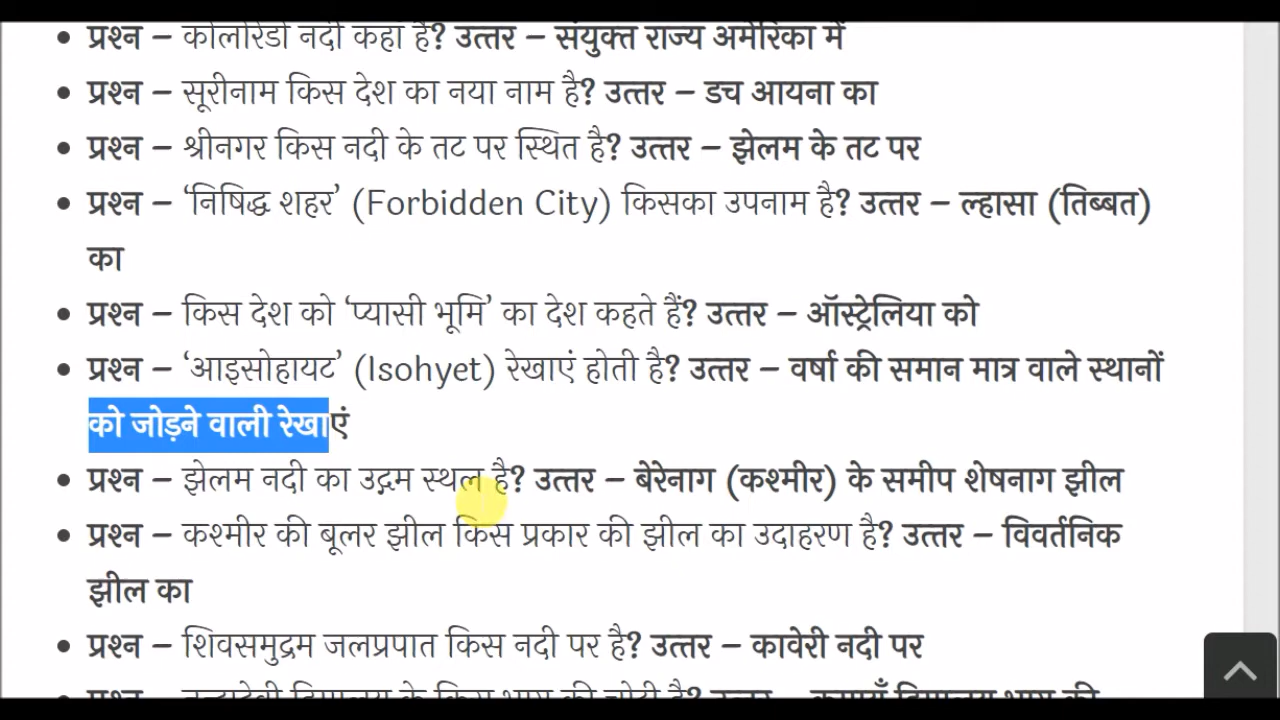 प्रश्न – कोलोरेडो नदी कहां है? उत्तर – संयुक्त राज्य अमेरिका में
प्रश्न – सूरीनाम किस देश का नया नाम है? उत्तर – डच आयना का
प्रश्न – श्रीनगर किस नदी के तट पर स्थित है? उत्तर – झेलम के तट पर
प्रश्न – ‘निषिद्ध शहर’ (Forbidden City) किसका उपनाम है? उत्तर – ल्हासा (तिब्बत)
का
प्रश्न – किस देश को ‘प्यासी भूमि’ का देश कहते हैं? उत्तर – ऑस्ट्रेलिया को
प्रश्न – ‘आइसोहायट’ (Isohyet) रेखाएं होती है? उत्तर – वर्षा की समान मात्र वाले स्थानों
को जोड़ने वाली रेखाएं
प्रश्न – झेलम नदी का उद्गम स्थल है? उत्तर – बेरेनाग (कश्मीर) के समीप शेषनाग झील
प्रश्न – कश्मीर की बूलर झील किस प्रकार की झील का उदाहरण है? उत्तर – विवर्तनिक
झील का
प्रश्न – शिवसमुद्रम जलप्रपात किस नदी पर है? उत्तर – कावेरी नदी पर